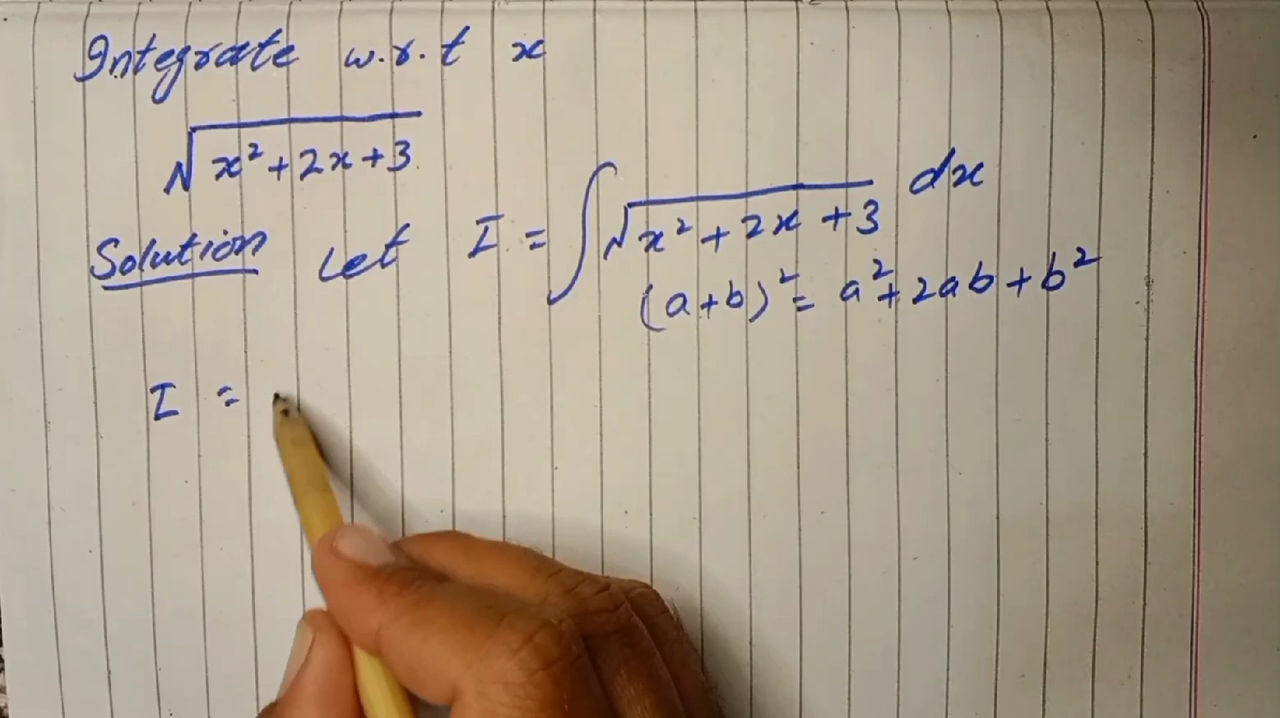 Integrate w.r.t x
√(x²+2x+3)
Solution Let I = ∫√(x²+2x+3) dx
(a+b)² = a²+2ab+b²
I =